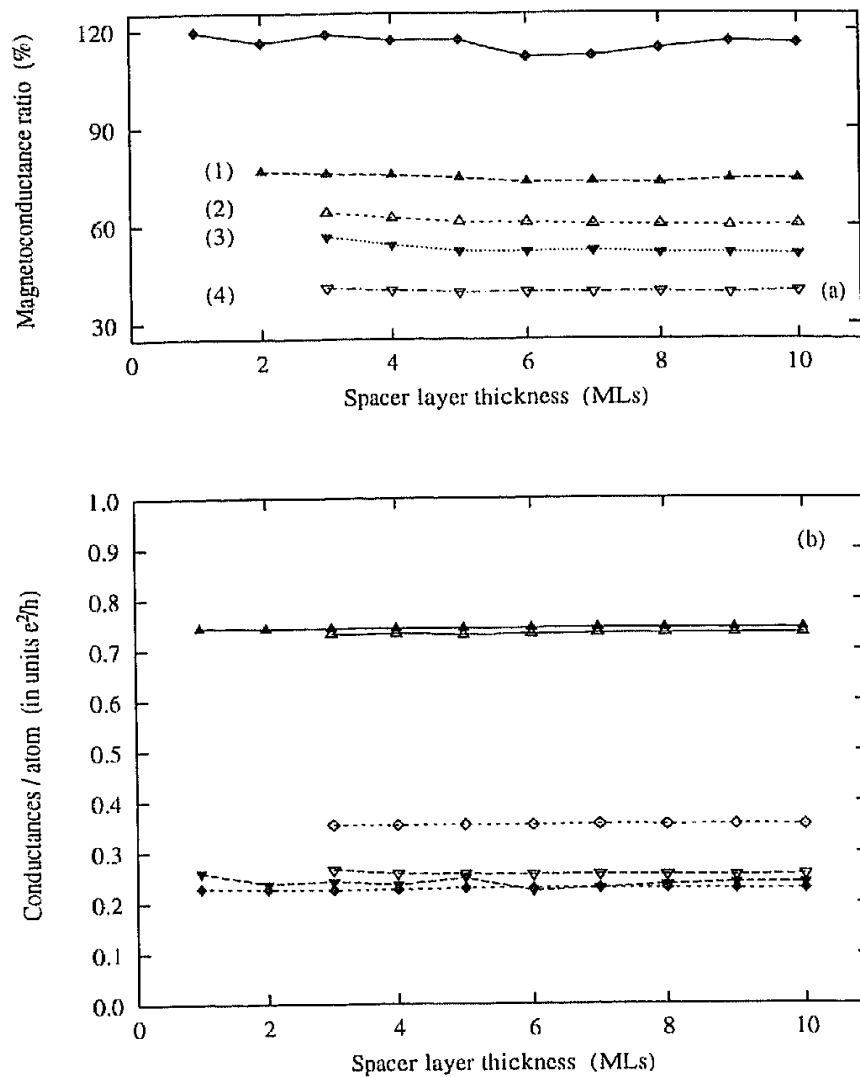 120
90
60
30
Magnetoconductance ratio (%)
(1)
(2)
(3)
(4)
(a)
0 2 4 6 8 10
Spacer layer thickness (MLs)
1.0
0.9
0.8
0.7
0.6
0.5
0.4
0.3
0.2
0.1
0.0
Conductances / atom (in units e²/h)
(b)
0 2 4 6 8 10
Spacer layer thickness (MLs)